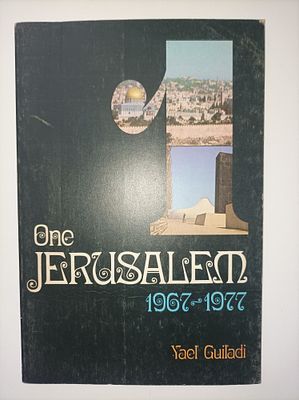 One
JERUSALEM
1967-1977
Yael Guiladi